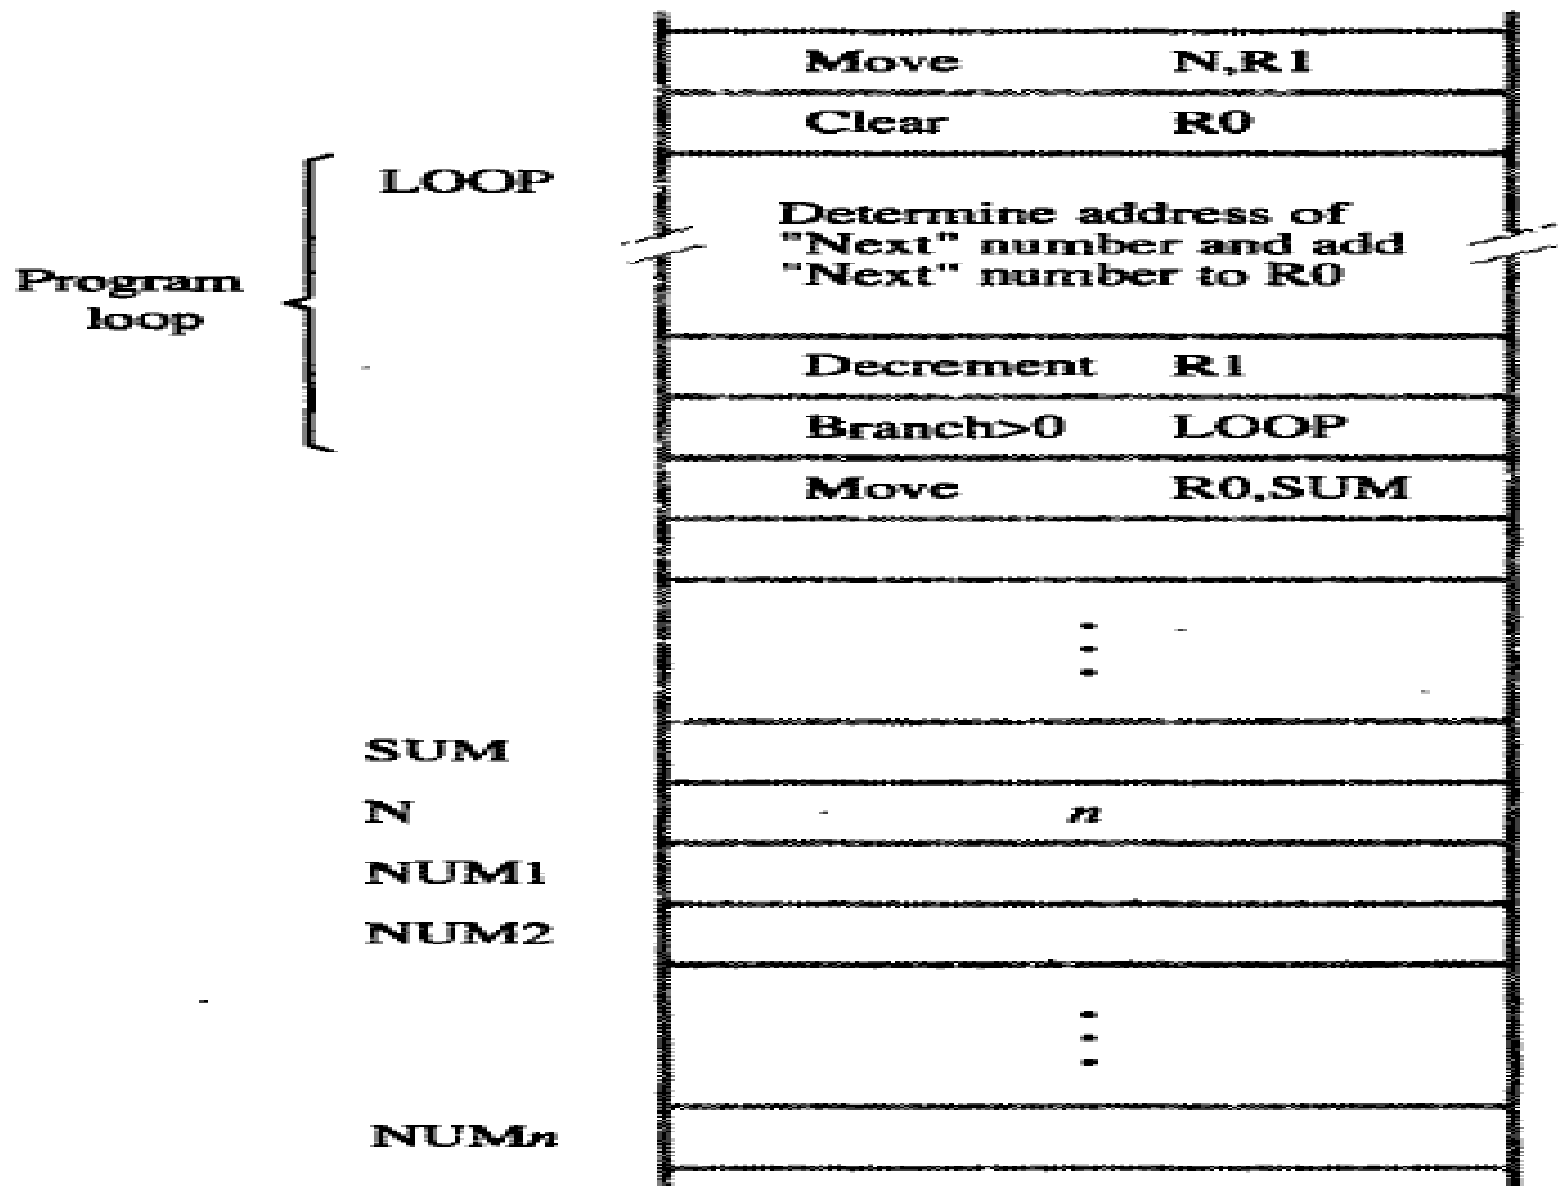 Move N,R1
Clear R0
LOOP
Determine address of
"Next" number and add
"Next" number to R0
Program
loop
Decrement R1
Branch>0 LOOP
Move R0,SUM
SUM
N n
NUM1
NUM2
NUMn